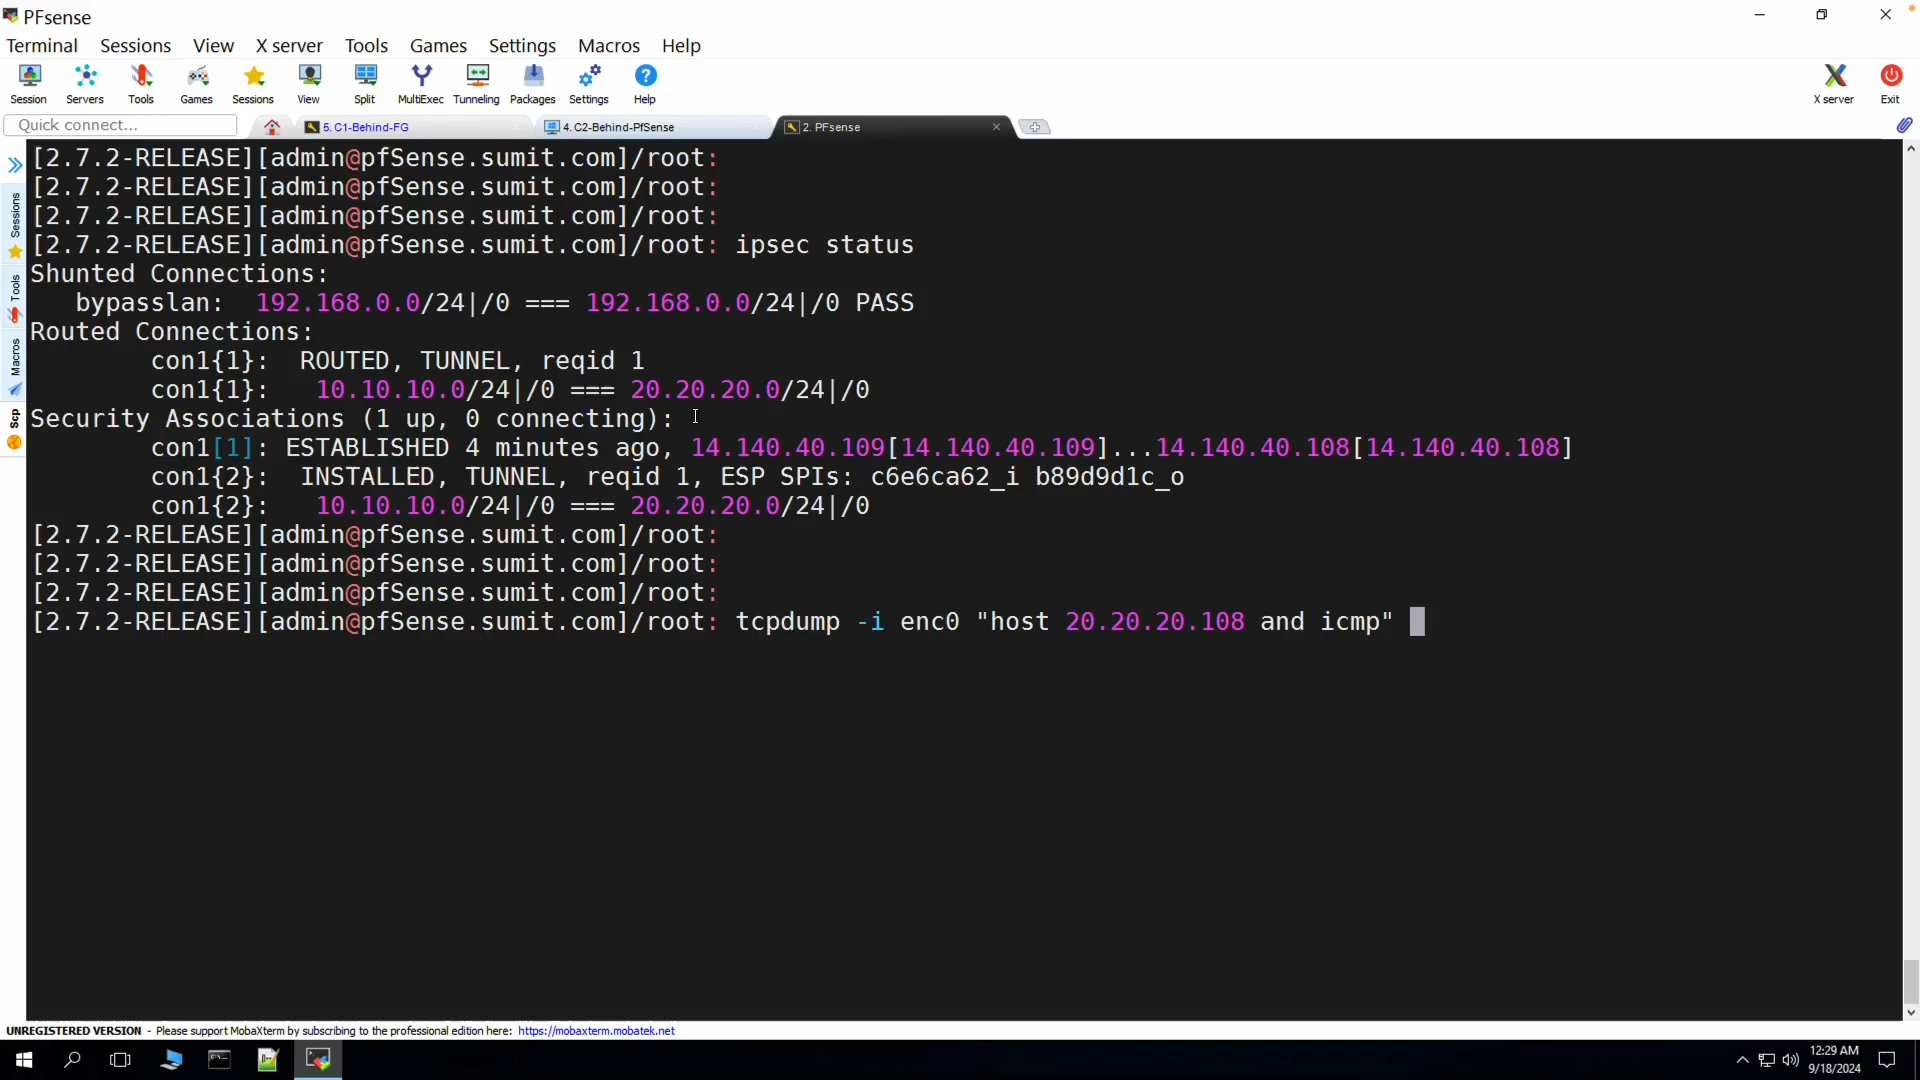 PFsense
Terminal Sessions View X server Tools Games Settings Macros Help
Session Servers Tools Games Sessions View Split MultiExec Tunneling Packages Settings Help X server Exit
Quick connect... 5. C1-Behind-FG 4. C2-Behind-PfSense 2. PFsense
Sessions
Tools
Macros
Scp
[2.7.2-RELEASE][admin@pfSense.sumit.com]/root:
[2.7.2-RELEASE][admin@pfSense.sumit.com]/root:
[2.7.2-RELEASE][admin@pfSense.sumit.com]/root:
[2.7.2-RELEASE][admin@pfSense.sumit.com]/root: ipsec status
Shunted Connections:
bypasslan: 192.168.0.0/24|/0 === 192.168.0.0/24|/0 PASS
Routed Connections:
con1{1}: ROUTED, TUNNEL, reqid 1
con1{1}: 10.10.10.0/24|/0 === 20.20.20.0/24|/0
Security Associations (1 up, 0 connecting):
con1[1]: ESTABLISHED 4 minutes ago, 14.140.40.109[14.140.40.109]...14.140.40.108[14.140.40.108]
con1{2}: INSTALLED, TUNNEL, reqid 1, ESP SPIs: c6e6ca62_i b89d9d1c_o
con1{2}: 10.10.10.0/24|/0 === 20.20.20.0/24|/0
[2.7.2-RELEASE][admin@pfSense.sumit.com]/root:
[2.7.2-RELEASE][admin@pfSense.sumit.com]/root:
[2.7.2-RELEASE][admin@pfSense.sumit.com]/root:
[2.7.2-RELEASE][admin@pfSense.sumit.com]/root: tcpdump -i enc0 "host 20.20.20.108 and icmp"
UNREGISTERED VERSION - Please support MobaXterm by subscribing to the professional edition here: https://mobaxterm.mobatek.net
12:29 AM
9/18/2024